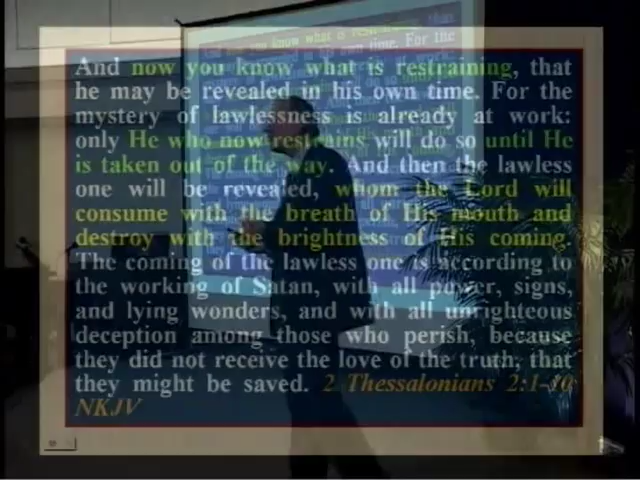 And now you know what is restraining, that
he may be revealed in his own time. For the
mystery of lawlessness is already at work:
only He who now restrains will do so until He
is taken out of the way. And then the lawless
one will be revealed, whom the Lord will
consume with the breath of His mouth and
destroy with the brightness of His coming.
The coming of the lawless one is according to
the working of Satan, with all power, signs,
and lying wonders, and with all unrighteous
deception among those who perish, because
they did not receive the love of the truth, that
they might be saved. 2 Thessalonians 2:1-10
NKJV